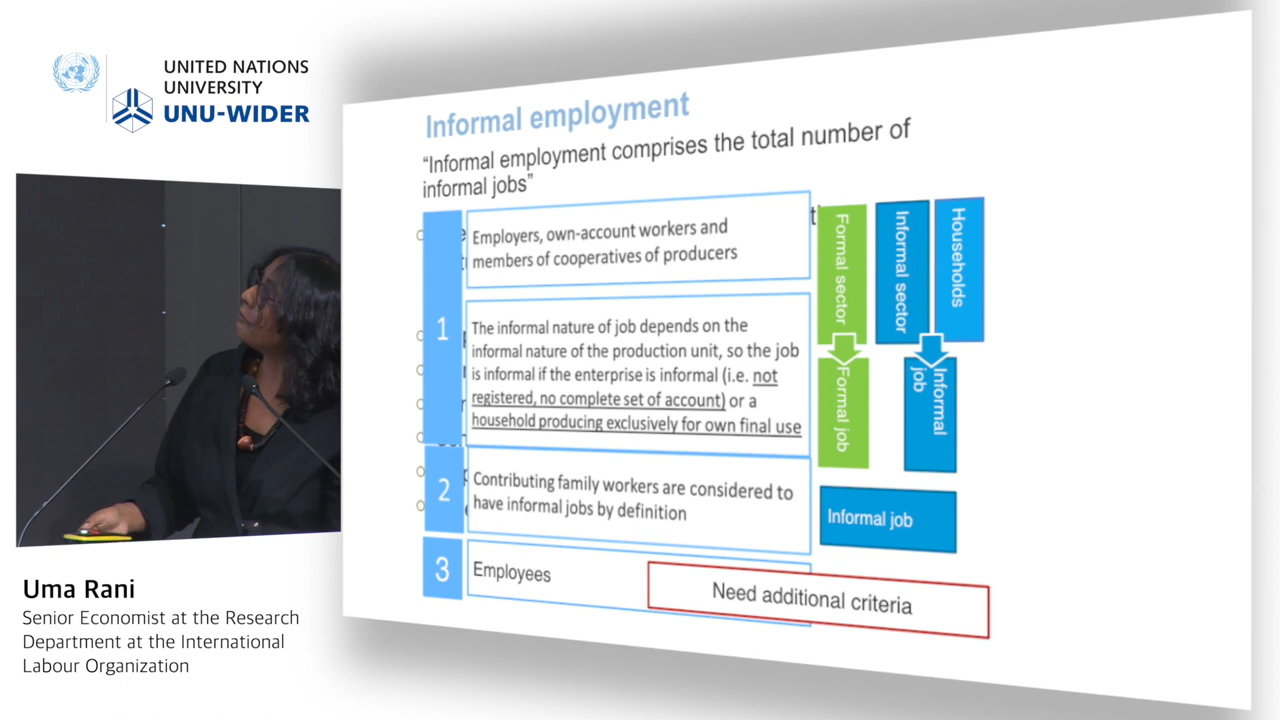 UNITED NATIONS
UNIVERSITY
UNU-WIDER
Informal employment
“Informal employment comprises the total number of
informal jobs”
1
Employers, own-account workers and
members of cooperatives of producers
The informal nature of job depends on the
informal nature of the production unit, so the job
is informal if the enterprise is informal (i.e. not
registered, no complete set of account) or a
household producing exclusively for own final use
Formal sector
Informal sector
Households
Formal job
Informal
job
2
Contributing family workers are considered to
have informal jobs by definition
Informal job
3
Employees
Need additional criteria
Uma Rani
Senior Economist at the Research
Department at the International
Labour Organization